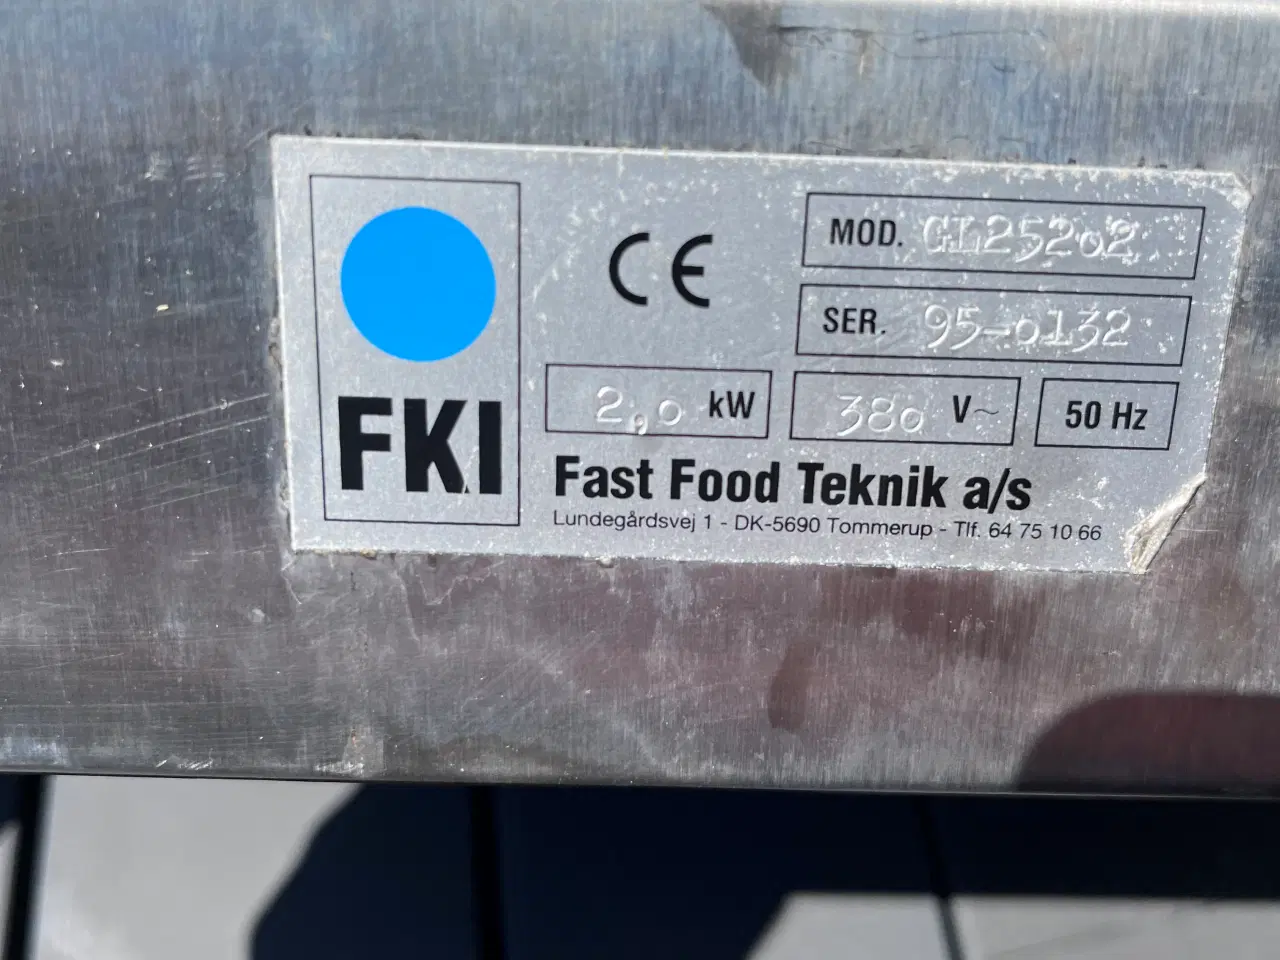 FKI
CE
MOD. GL25202
SER. 95-0132
2,0 kW
380 V~
50 Hz
Fast Food Teknik a/s
Lundegårdsvej 1 - DK-5690 Tommerup - Tlf. 64 75 10 66